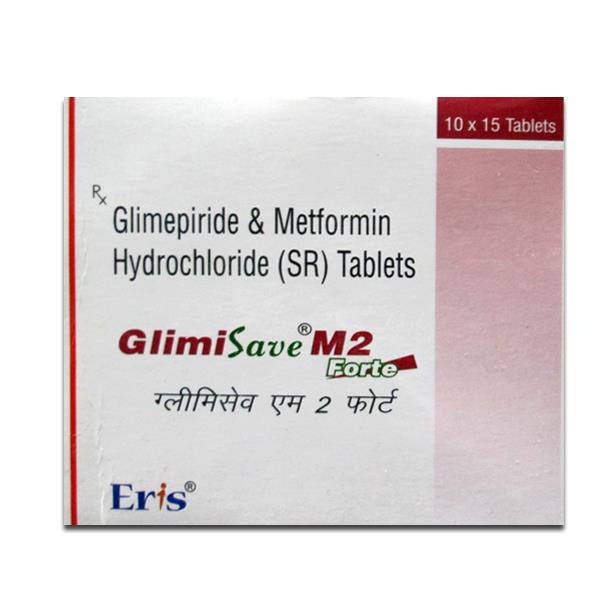 10 x 15 Tablets
Rx
Glimepiride & Metformin
Hydrochloride (SR) Tablets
GlimiSave® M2
Forte
ग्लीमिसेव एम 2 फोर्ट
Eris®